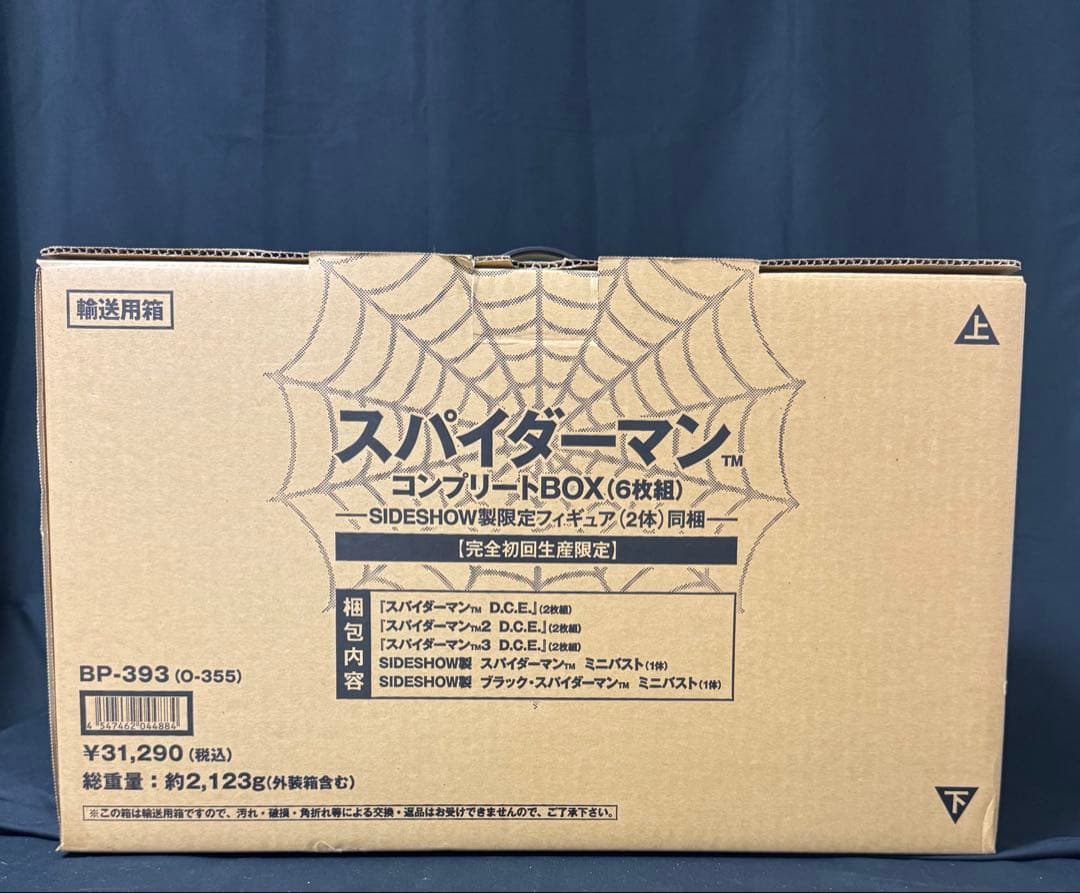 輸送用箱
上
スパイダーマン™
コンプリートBOX(6枚組)
SIDESHOW製限定フィギュア(2体)同梱
【完全初回生産限定】
梱包内容
『スパイダーマン™ D.C.E.』(2枚組)
『スパイダーマン™2 D.C.E.』(2枚組)
『スパイダーマン™3 D.C.E.』(2枚組)
SIDESHOW製 スパイダーマン™ ミニバスト(1体)
SIDESHOW製 ブラック・スパイダーマン™ ミニバスト(1体)
BP-393(O-355)
4 547462 044884
¥31,290(税込)
総重量：約2,123g(外装箱含む)
※この箱は輸送用箱ですので、汚れ・破損・角折れ等による交換・返品はお受けできませんので、ご了承下さい。
下